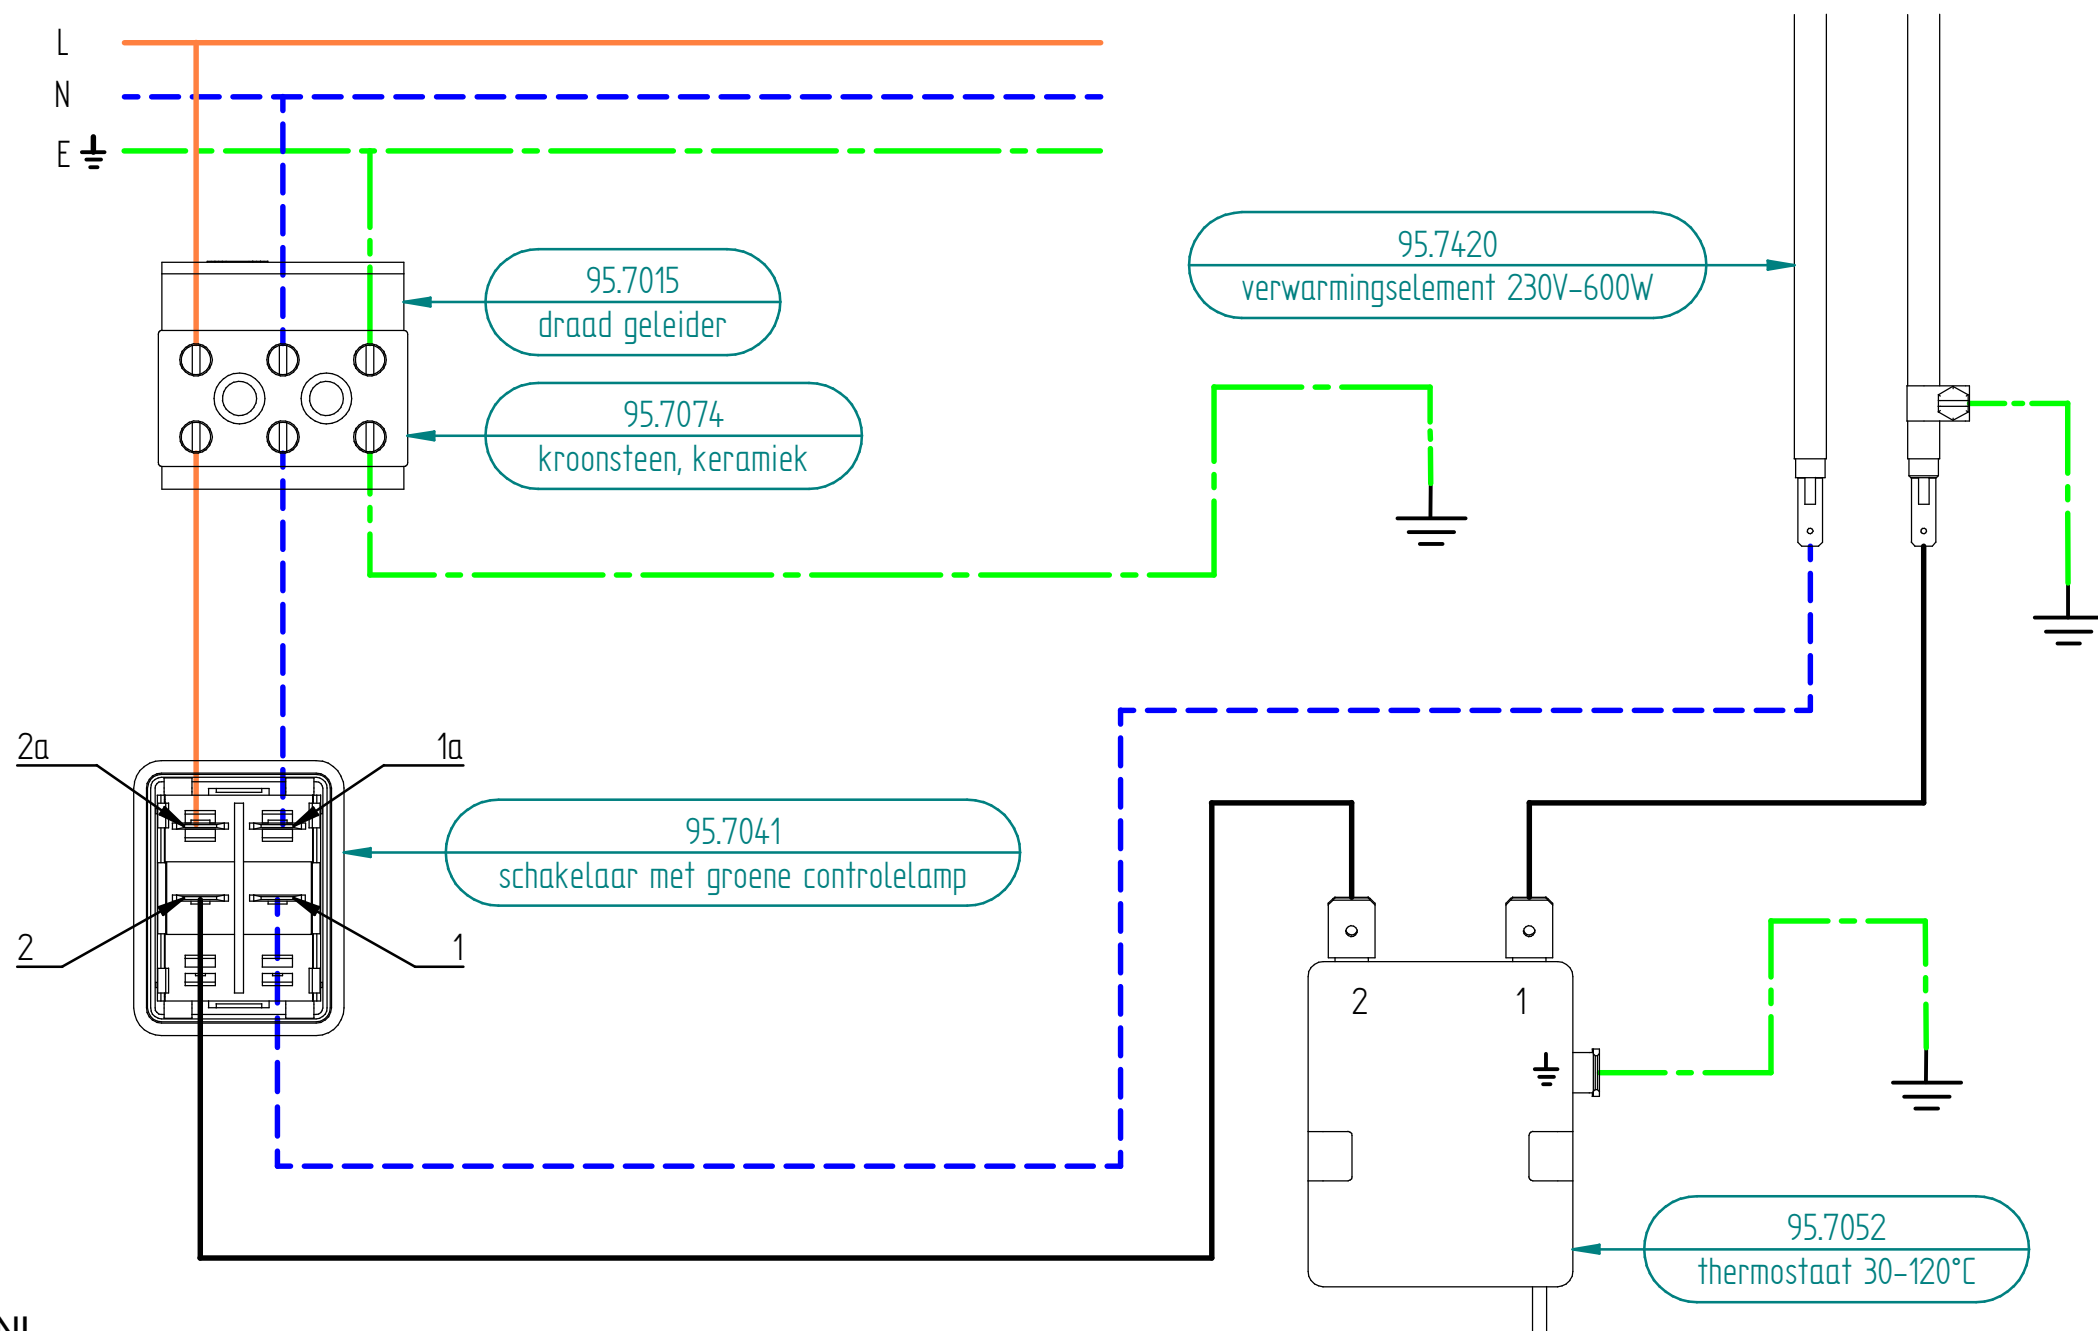 L
N
E
95.7015
draad geleider
95.7420
verwarmingselement 230V-600W
95.7074
kroonsteen, keramiek
2a
1a
95.7041
schakelaar met groene controlelamp
2
1
2
1
95.7052
thermostaat 30-120°C